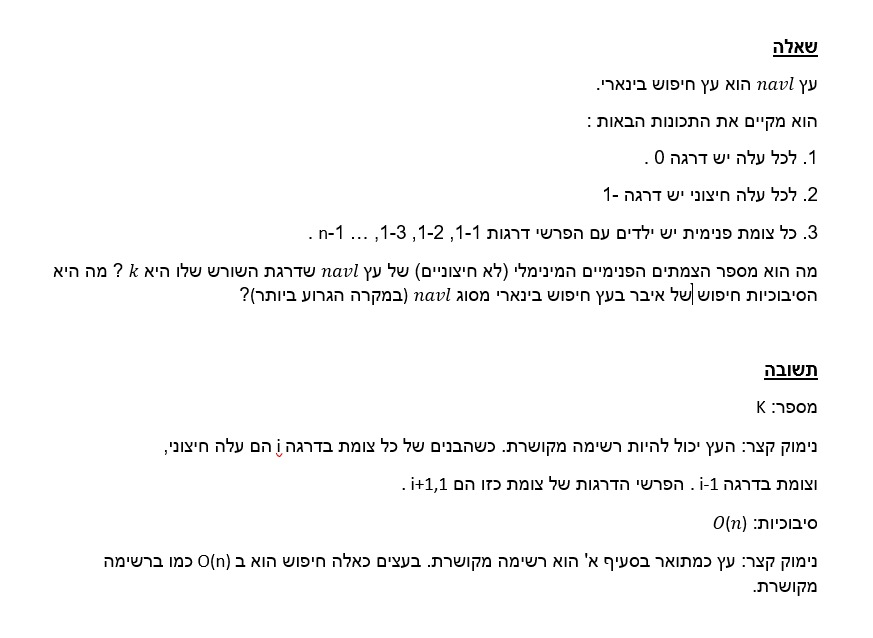 שאלה
עץ navl הוא עץ חיפוש בינארי.
הוא מקיים את התכונות הבאות :
1. לכל עלה יש דרגה 0 .
2. לכל עלה חיצוני יש דרגה -1
3. כל צומת פנימית יש ילדים עם הפרשי דרגות 1-1, 1-2, 1-3, ... n-1 .
מה הוא מספר הצמתים הפנימיים המינימלי (לא חיצוניים) של עץ navl שדרגת השורש שלו היא k ? מה היא
הסיבוכיות חיפוש של איבר בעץ חיפוש בינארי מסוג navl (במקרה הגרוע ביותר)?
תשובה
מספר: K
נימוק קצר: העץ יכול להיות רשימה מקושרת. כשהבנים של כל צומת בדרגה i הם עלה חיצוני,
וצומת בדרגה i-1 . הפרשי הדרגות של צומת כזו הם i+1,1 .
סיבוכיות: O(n)
נימוק קצר: עץ כמתואר בסעיף א' הוא רשימה מקושרת. בעצים כאלה חיפוש הוא ב O(n) כמו ברשימה
מקושרת.